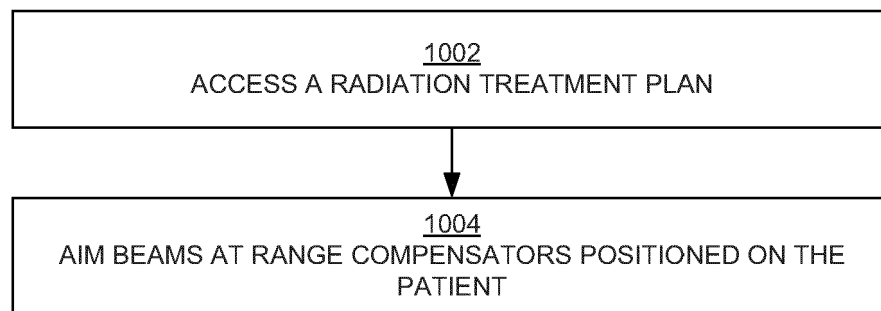 1002
ACCESS A RADIATION TREATMENT PLAN
1004
AIM BEAMS AT RANGE COMPENSATORS POSITIONED ON THE
PATIENT